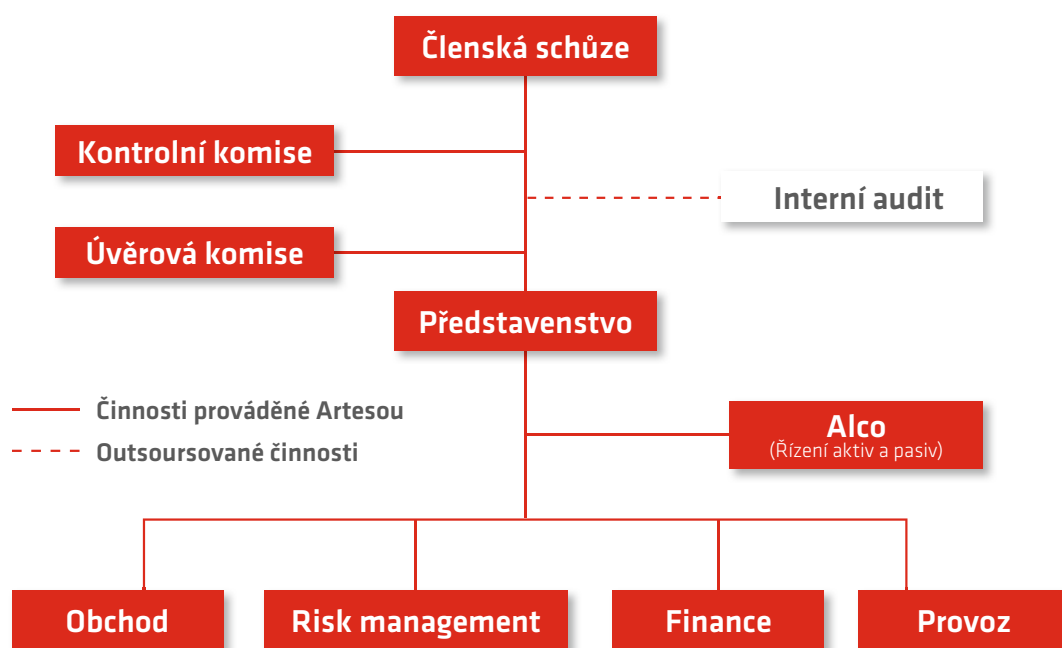 Členská schůze
Kontrolní komise
Interní audit
Úvěrová komise
Představenstvo
Činnosti prováděné Artesou
Outsoursované činnosti
Alco
(Řízení aktiv a pasiv)
Obchod
Risk management
Finance
Provoz